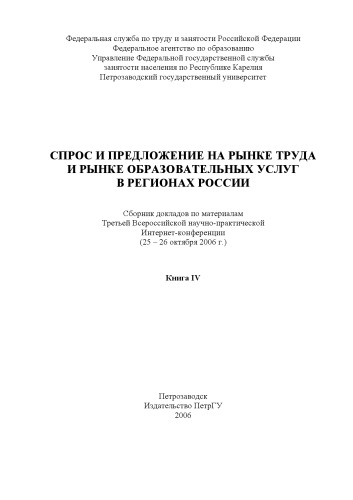 Федеральная служба по труду и занятости Российской Федерации
Федеральное агентство по образованию
Управление Федеральной государственной службы
занятости населения по Республике Карелия
Петрозаводский государственный университет
СПРОС И ПРЕДЛОЖЕНИЕ НА РЫНКЕ ТРУДА
И РЫНКЕ ОБРАЗОВАТЕЛЬНЫХ УСЛУГ
В РЕГИОНАХ РОССИИ
Сборник докладов по материалам
Третьей Всероссийской научно-практической
Интернет-конференции
(25 – 26 октября 2006 г.)
Книга IV
Петрозаводск
Издательство ПетрГУ
2006